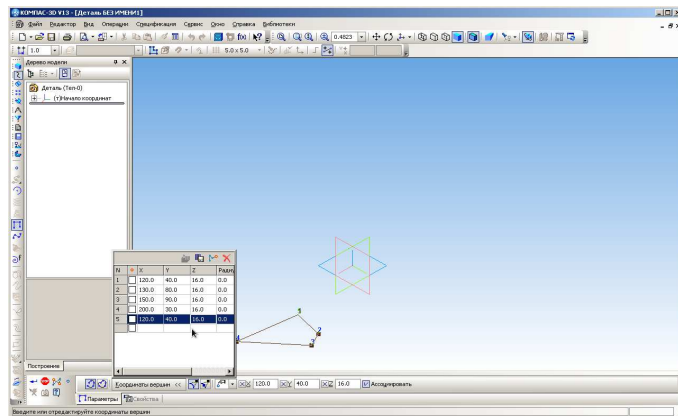 КОМПАС-3D V13 - [Деталь БЕЗ ИМЕНИ1]
Файл Редактор Вид Операции Спецификация Сервис Окно Справка Библиотеки
0.4823
1.0 5.0 x 5.0
Дерево модели
Деталь (Тел-0)
(т)Начало координат
N X Y Z Радиу
1 120.0 40.0 16.0 0.0
2 130.0 80.0 16.0 0.0
3 150.0 90.0 16.0 0.0
4 200.0 30.0 16.0 0.0
5 120.0 40.0 16.0 0.0
5
2
3
Построение
Координаты вершин << X 120.0 Y 40.0 Z 16.0 Ассоциировать
Параметры Свойства
Введите или отредактируйте координаты вершин